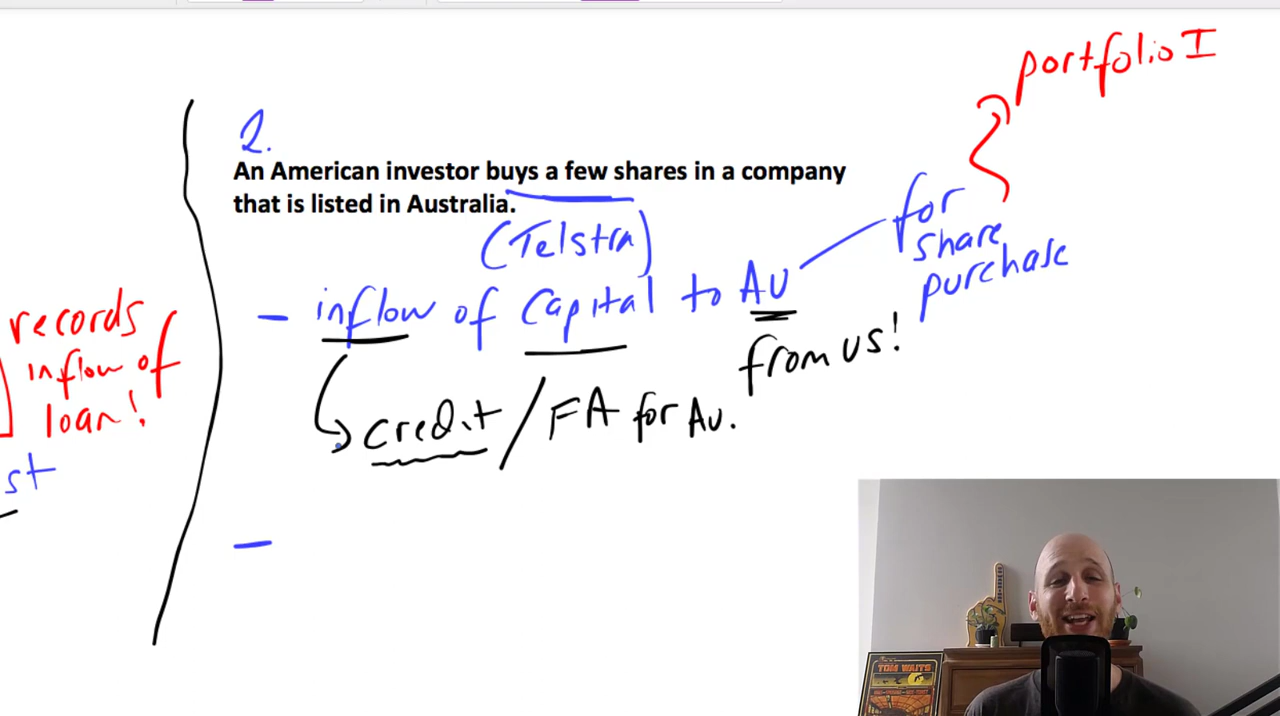 portfolio I
2.
An American investor buys a few shares in a company
that is listed in Australia.
(Telstra)
for
share
purchase
- inflow of Capital to AU
from US!
credit / FA for Au.
-
records
inflow of
loan!
st
TOM WAITS